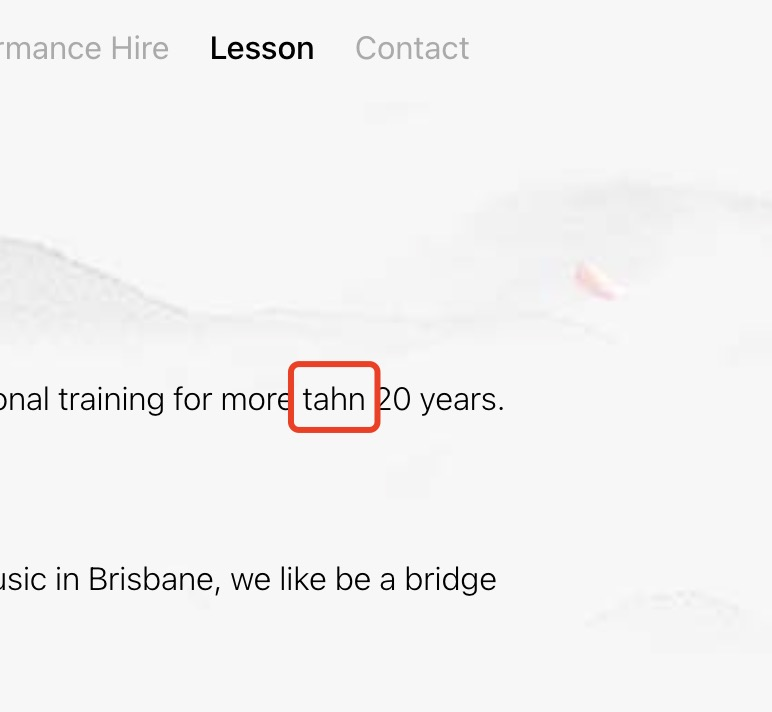 rmance Hire Lesson Contact
onal training for more tahn 20 years.
usic in Brisbane, we like be a bridge